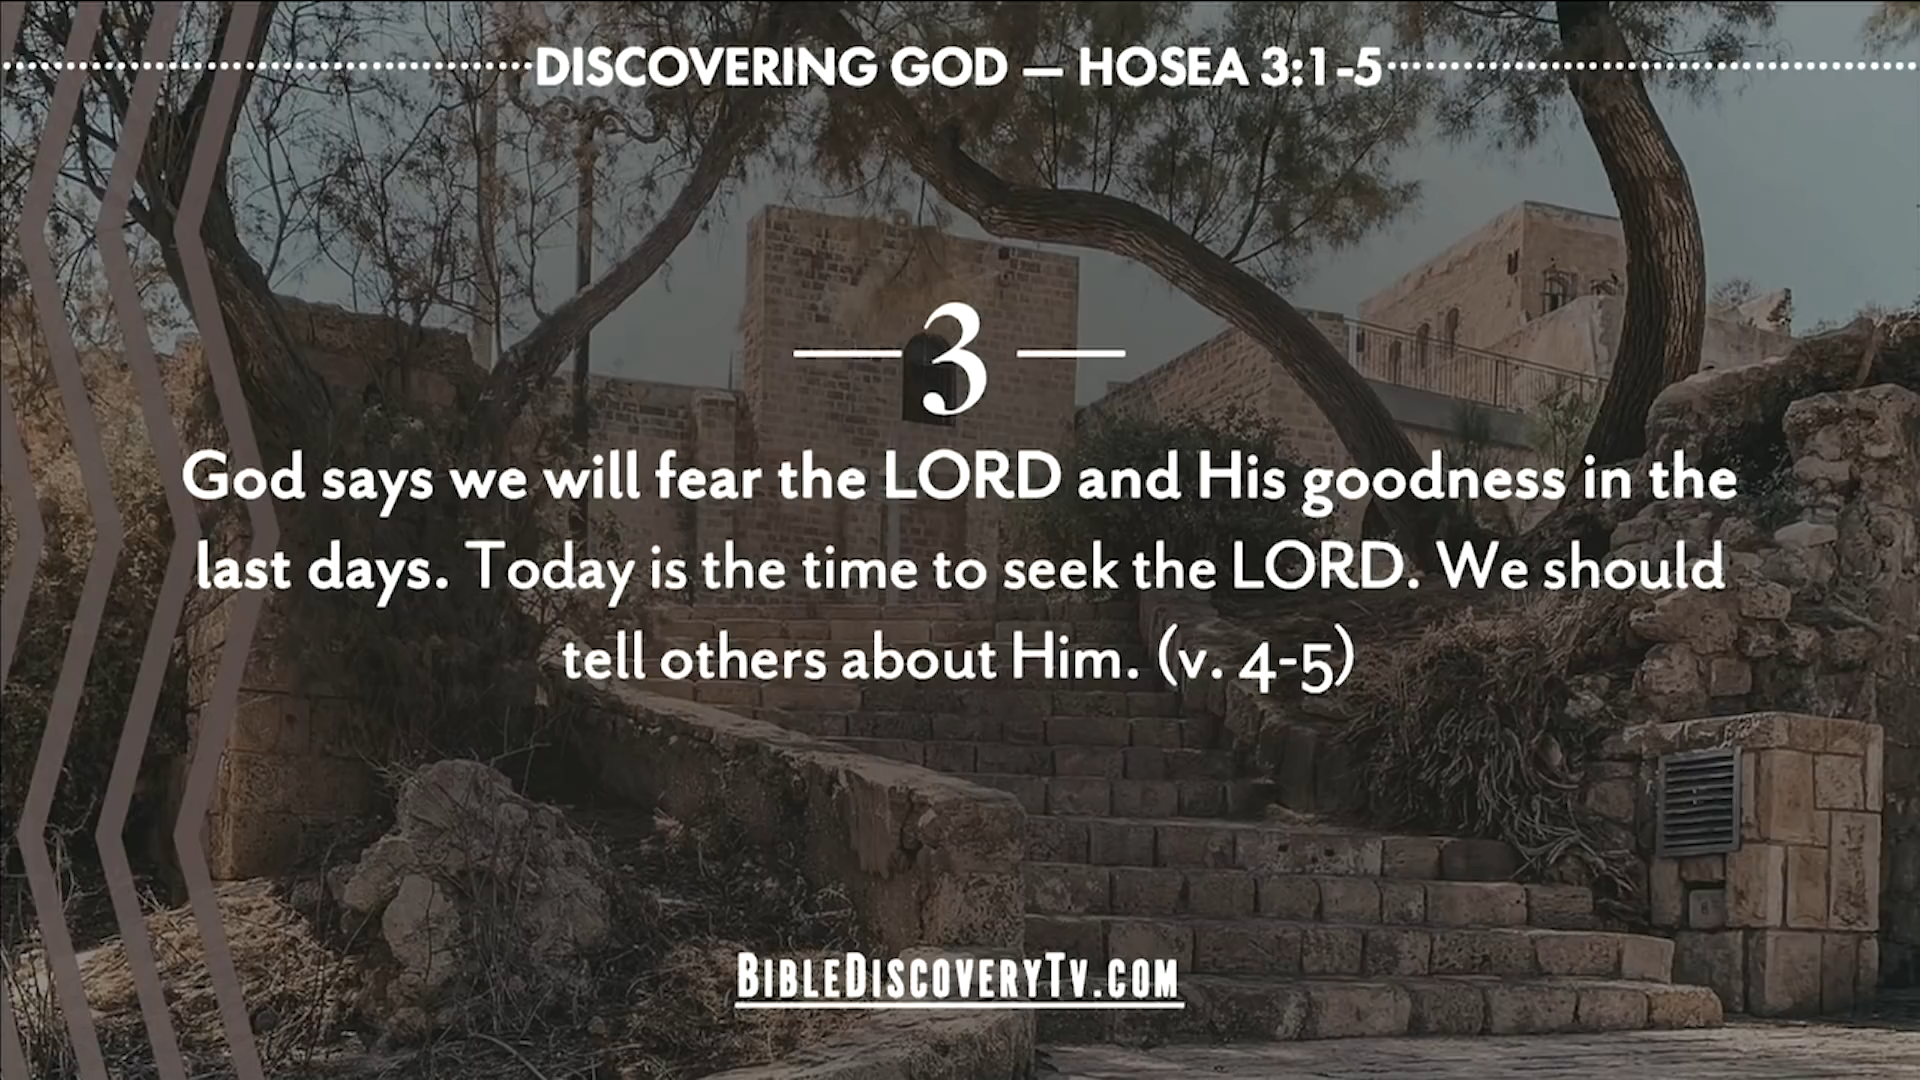 DISCOVERING GOD — HOSEA 3:1-5
— 3 —
God says we will fear the LORD and His goodness in the
last days. Today is the time to seek the LORD. We should
tell others about Him. (v. 4-5)
BIBLEDISCOVERYTV.COM